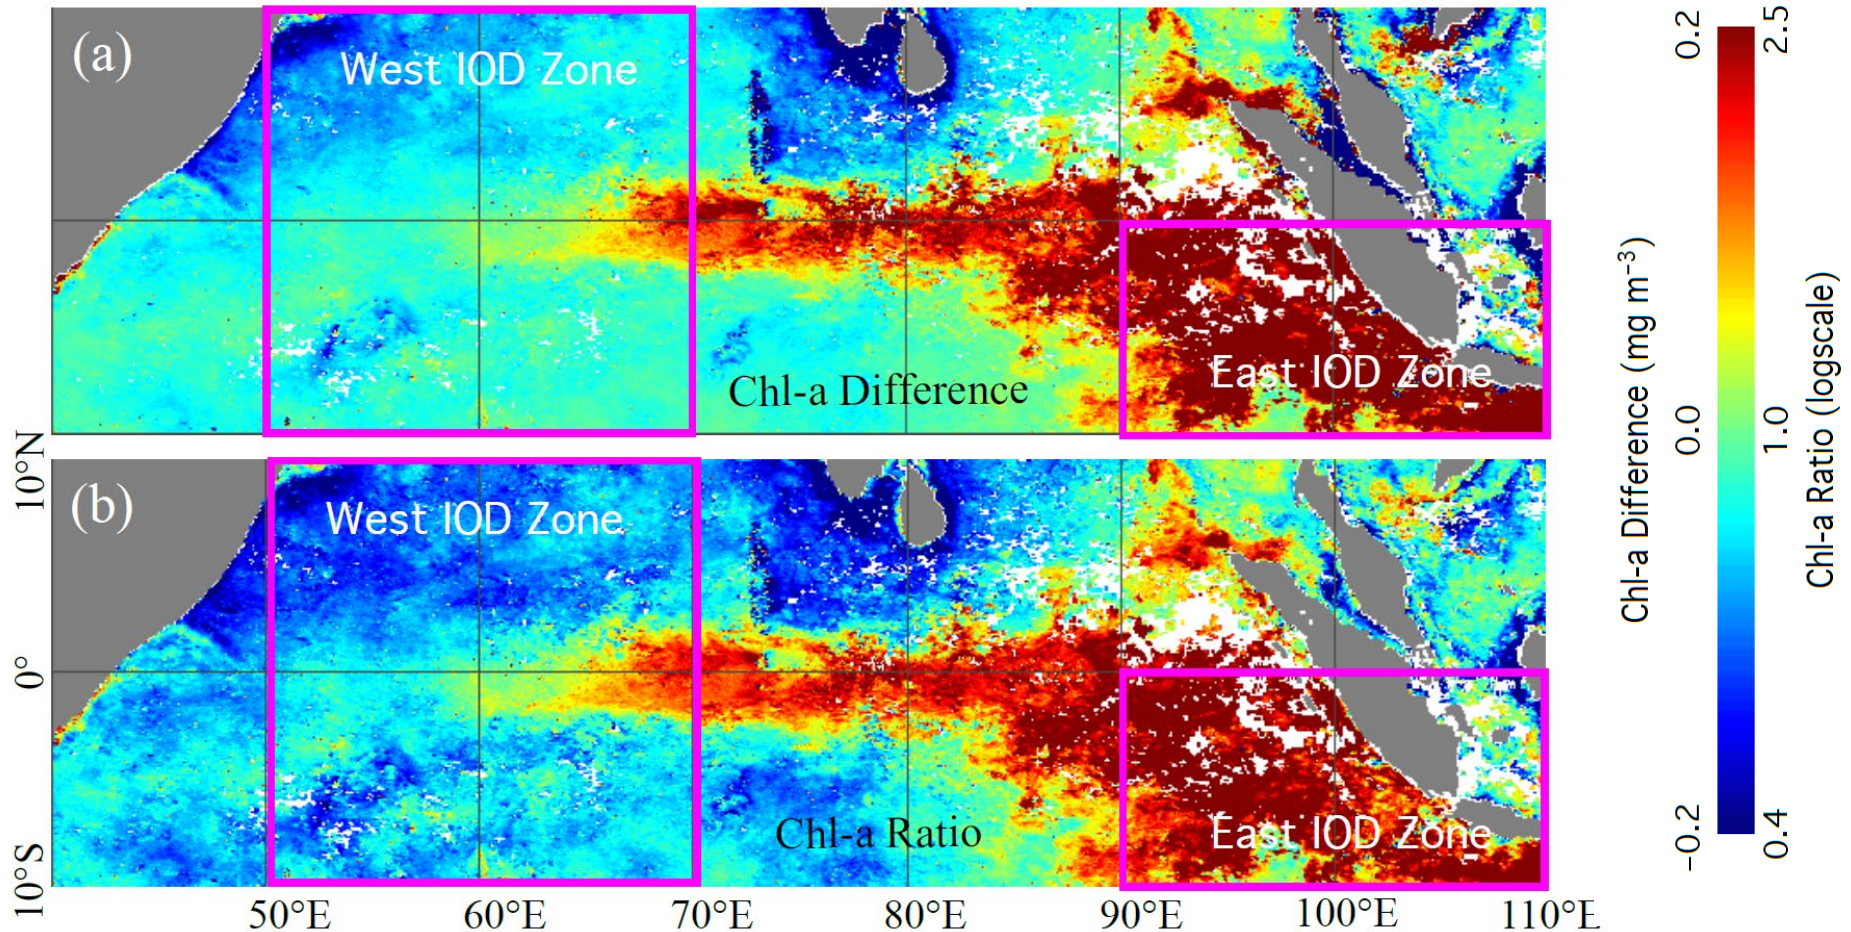 (a)
West IOD Zone
Chl-a Difference
East IOD Zone
10°N
0°
10°S
(b)
West IOD Zone
Chl-a Ratio
East IOD Zone
50°E 60°E 70°E 80°E 90°E 100°E 110°E
0.2
0.0
−0.2
Chl-a Difference (mg m⁻³)
2.5
1.0
0.4
Chl-a Ratio (logscale)